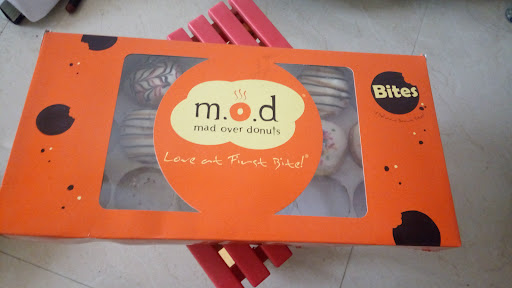 m.o.d
mad over donuts
Love at First Bite!
Bites